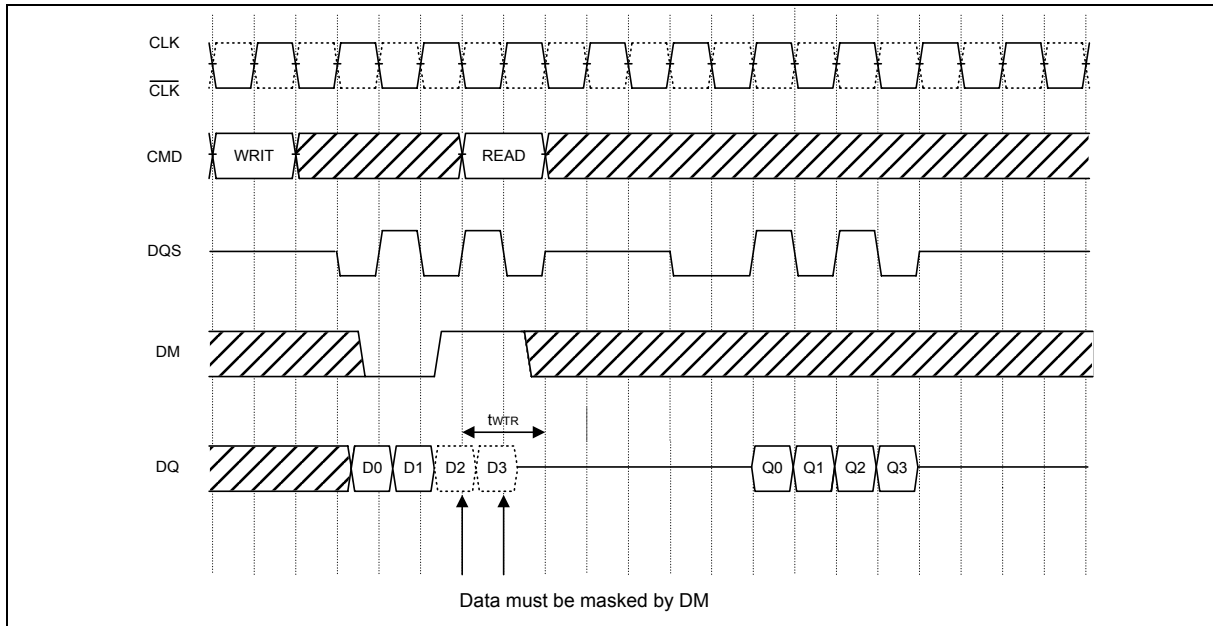 CLK
C̅L̅K̅
CMD WRIT READ
DQS
DM
tWTR
DQ D0 D1 D2 D3 Q0 Q1 Q2 Q3
Data must be masked by DM